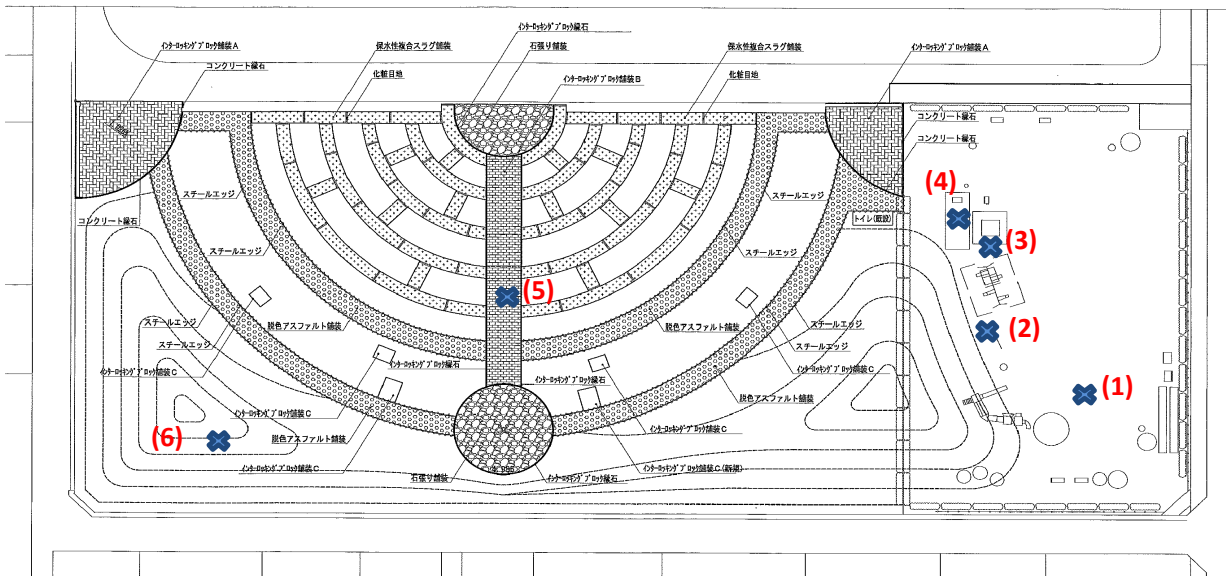 インターロッキングブロック縁石
石張り舗装
インターロッキングブロック舗装A
保水性複合スラグ舗装
保水性複合スラグ舗装
インターロッキングブロック舗装A
コンクリート縁石
化粧目地
インターロッキングブロック舗装B
化粧目地
コンクリート縁石
コンクリート縁石
(4)
スチールエッジ
スチールエッジ
コンクリート縁石
トイレ(既設)
(3)
スチールエッジ
スチールエッジ
(5)
スチールエッジ
脱色アスファルト舗装
脱色アスファルト舗装
スチールエッジ
(2)
スチールエッジ
スチールエッジ
インターロッキングブロック舗装C
インターロッキングブロック縁石
インターロッキングブロック舗装C
インターロッキングブロック縁石
(1)
脱色アスファルト舗装
インターロッキングブロック舗装C
インターロッキングブロック舗装C
(6)
脱色アスファルト舗装
インターロッキングブロック舗装C
インターロッキングブロック舗装C(新規)
石張り舗装
インターロッキングブロック縁石